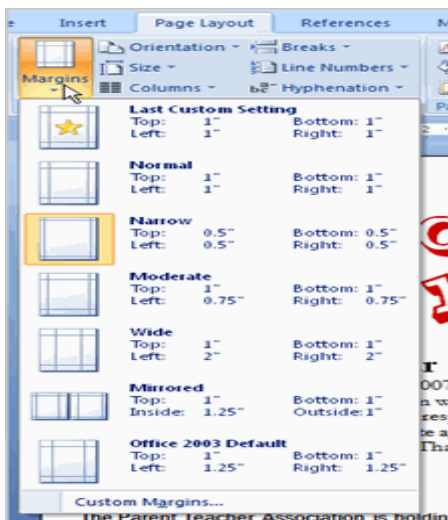 Insert Page Layout References
Orientation Breaks
Margins Size Line Numbers
Columns Hyphenation
Last Custom Setting
Top: 1" Bottom: 1"
Left: 1" Right: 1"
Normal
Top: 1" Bottom: 1"
Left: 1" Right: 1"
Narrow
Top: 0.5" Bottom: 0.5"
Left: 0.5" Right: 0.5"
Moderate
Top: 1" Bottom: 1"
Left: 0.75" Right: 0.75"
Wide
Top: 1" Bottom: 1"
Left: 2" Right: 2"
Mirrored
Top: 1" Bottom: 1"
Inside: 1.25" Outside: 1"
Office 2003 Default
Top: 1" Bottom: 1"
Left: 1.25" Right: 1.25"
Custom Margins...
The Parent Teacher Association is holding